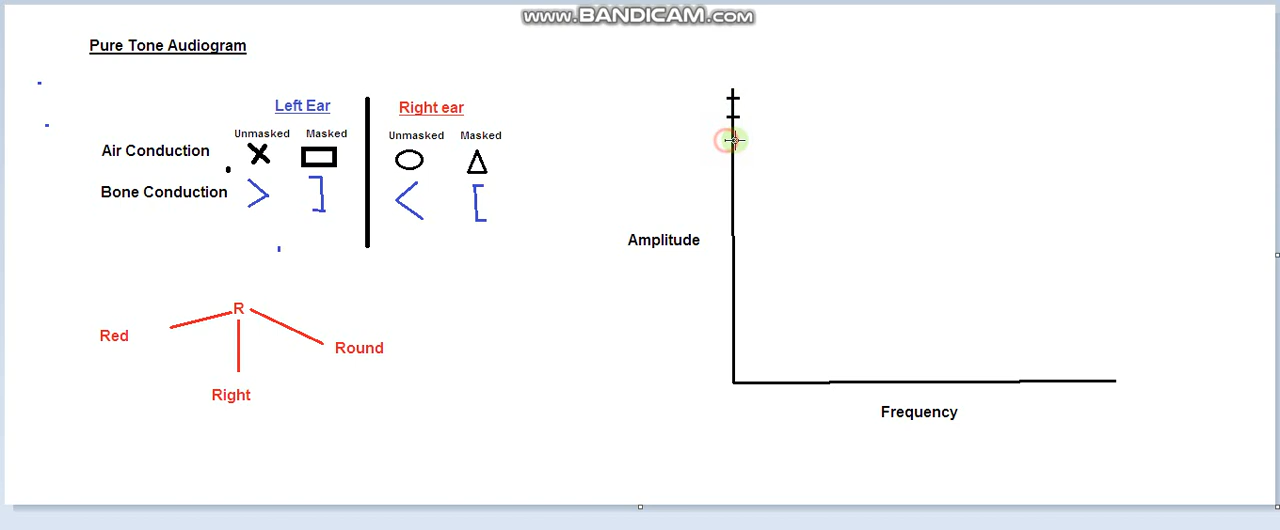 www.BANDICAM.com
Pure Tone Audiogram
Left Ear
Right ear
Unmasked Masked
Unmasked Masked
Air Conduction
Bone Conduction
R
Red
Right
Round
Amplitude
Frequency